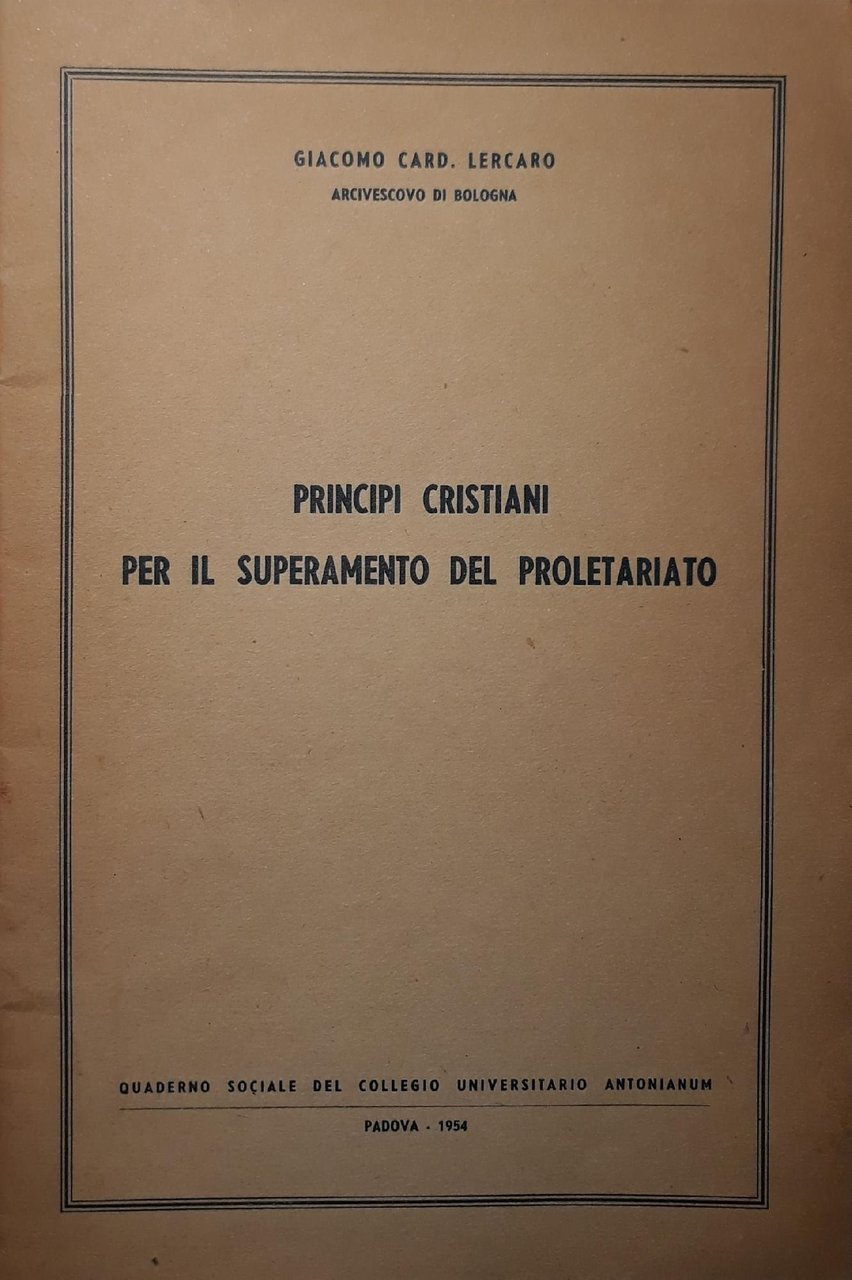 GIACOMO CARD. LERCARO
ARCIVESCOVO DI BOLOGNA
PRINCIPI CRISTIANI
PER IL SUPERAMENTO DEL PROLETARIATO
QUADERNO SOCIALE DEL COLLEGIO UNIVERSITARIO ANTONIANUM
PADOVA - 1954